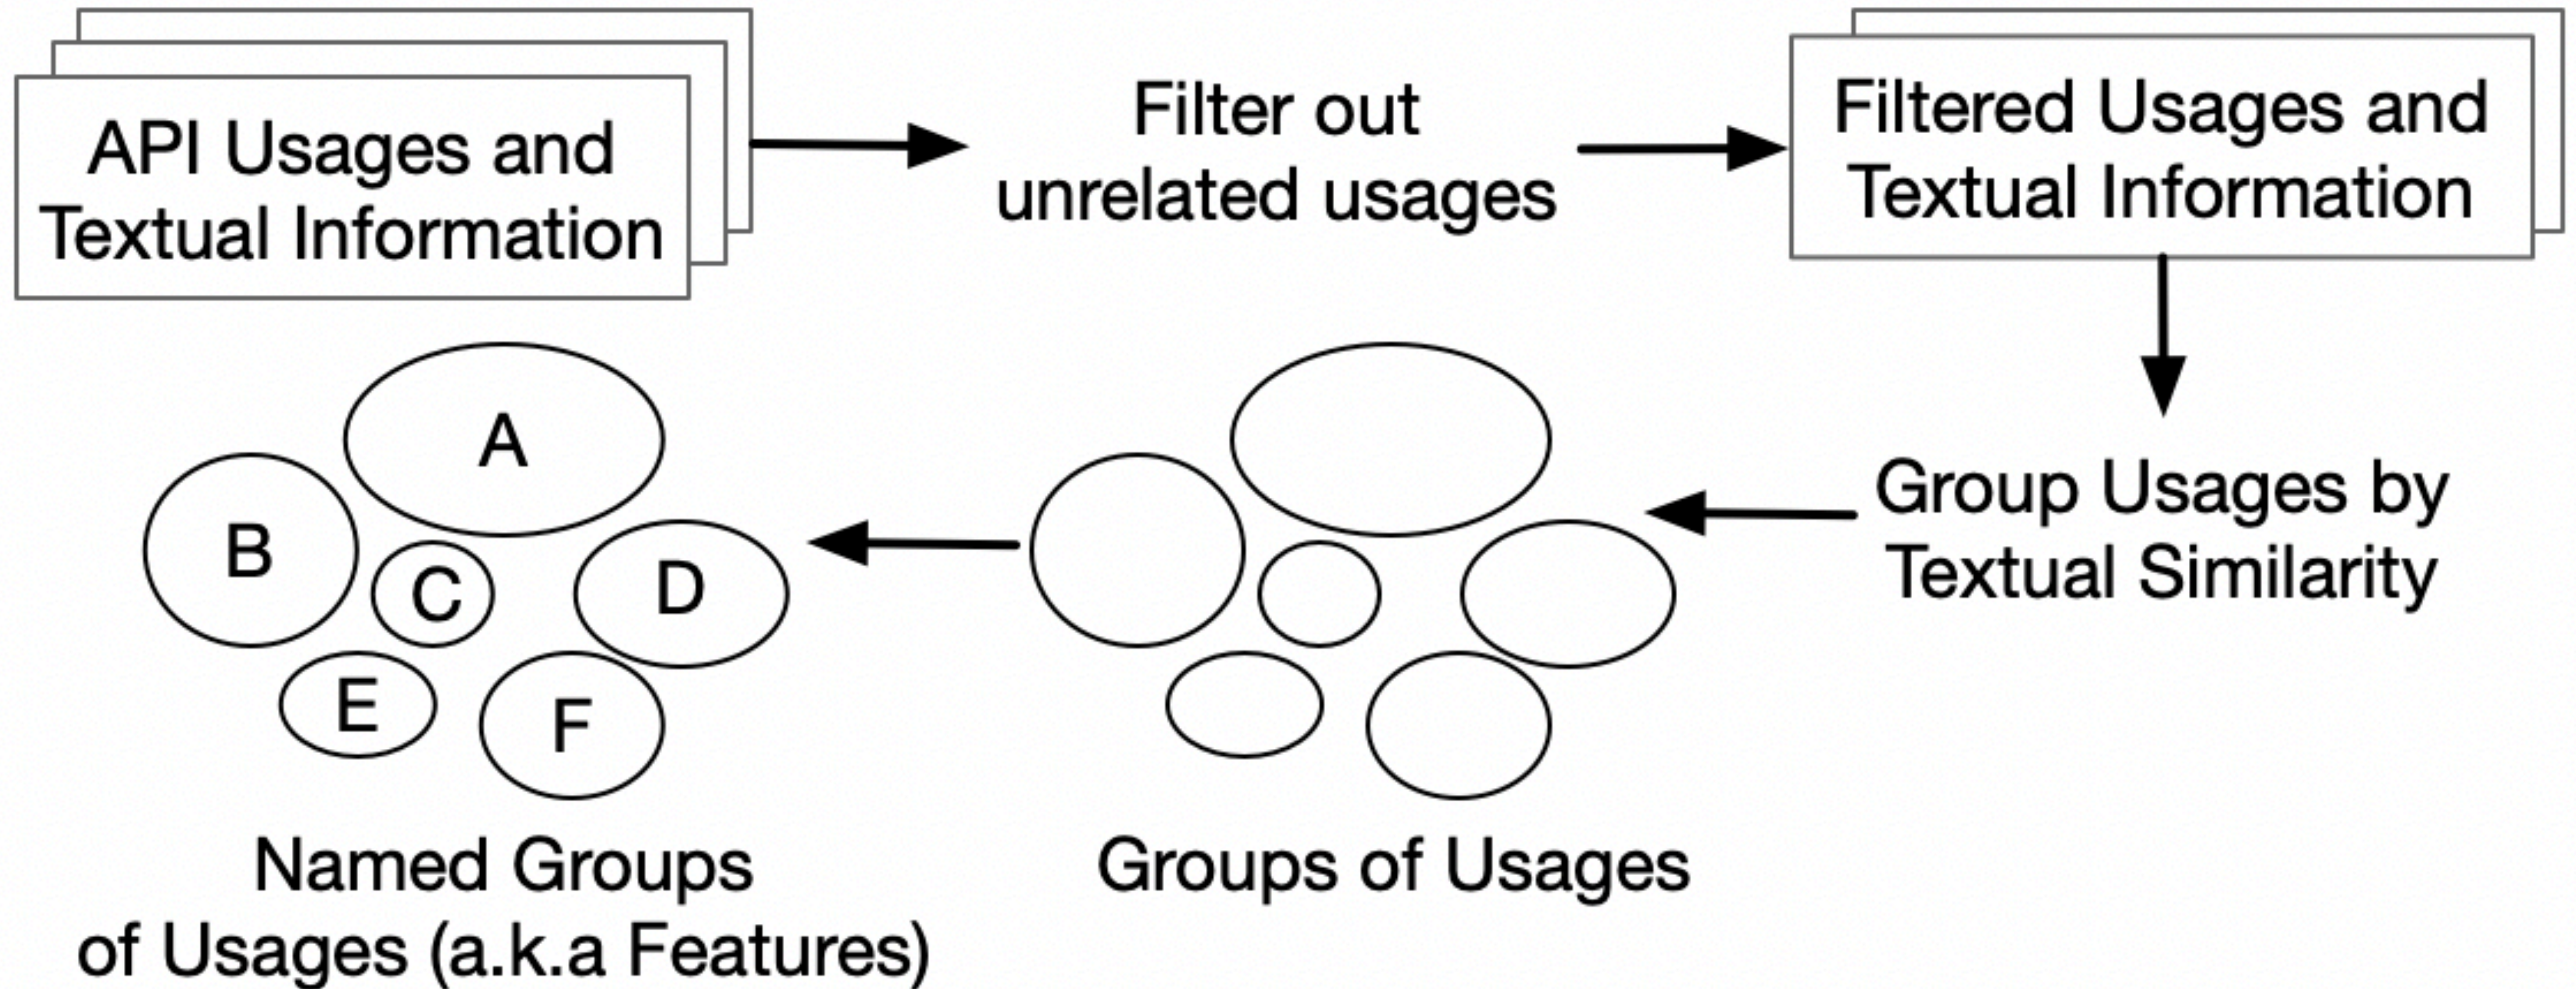 API Usages and
Textual Information
Filter out
unrelated usages
Filtered Usages and
Textual Information
Group Usages by
Textual Similarity
A
B
C
D
E
F
Named Groups
of Usages (a.k.a Features)
Groups of Usages